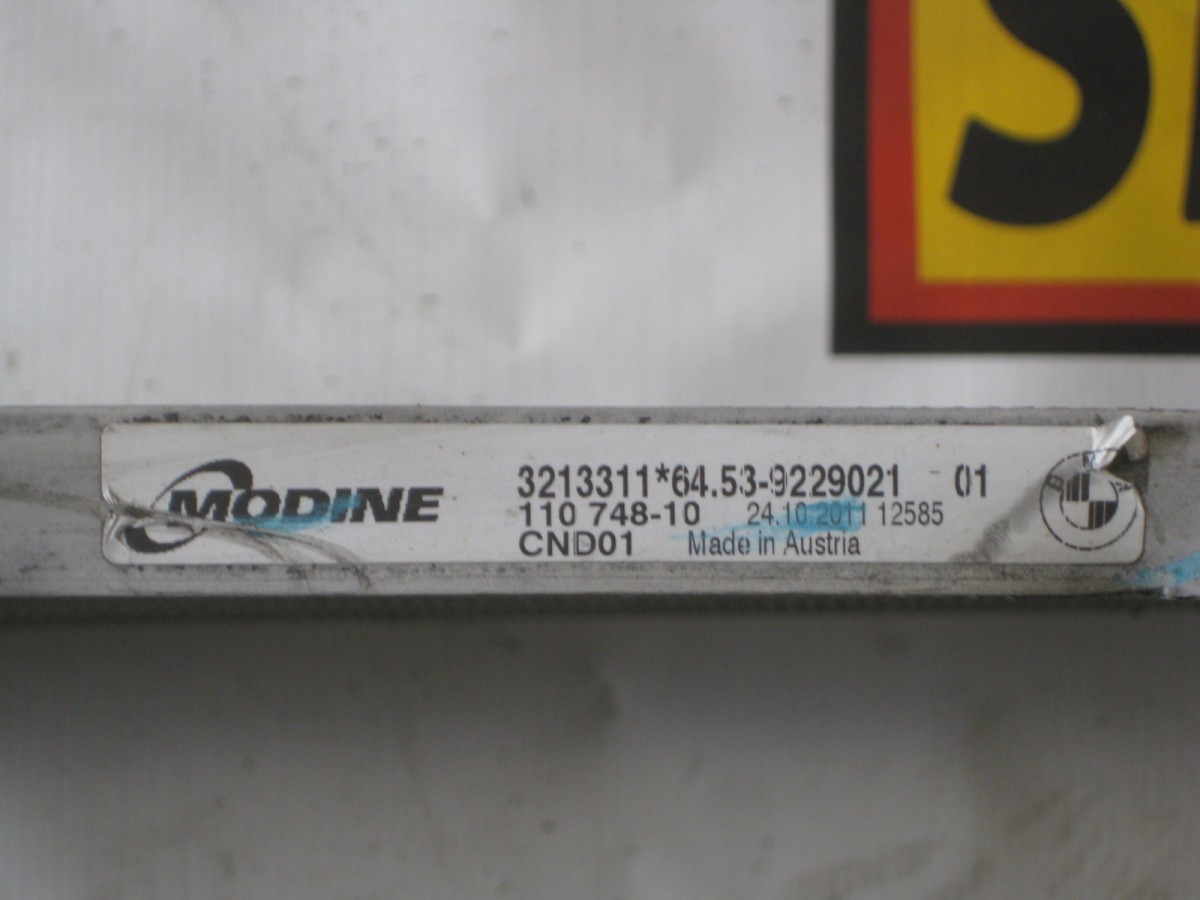 MODINE
3213311*64.53-9229021 - 01
110 748-10 24.10.2011 12585
CND01 Made in Austria